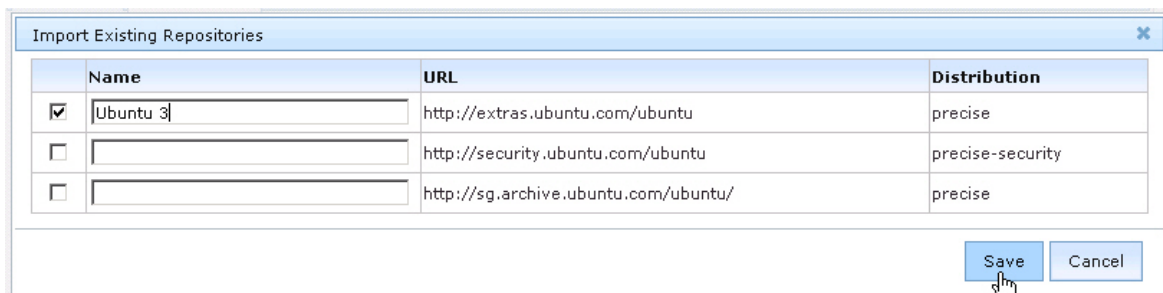 Import Existing Repositories
Name URL Distribution
Ubuntu 3 http://extras.ubuntu.com/ubuntu precise
http://security.ubuntu.com/ubuntu precise-security
http://sg.archive.ubuntu.com/ubuntu/ precise
Save Cancel